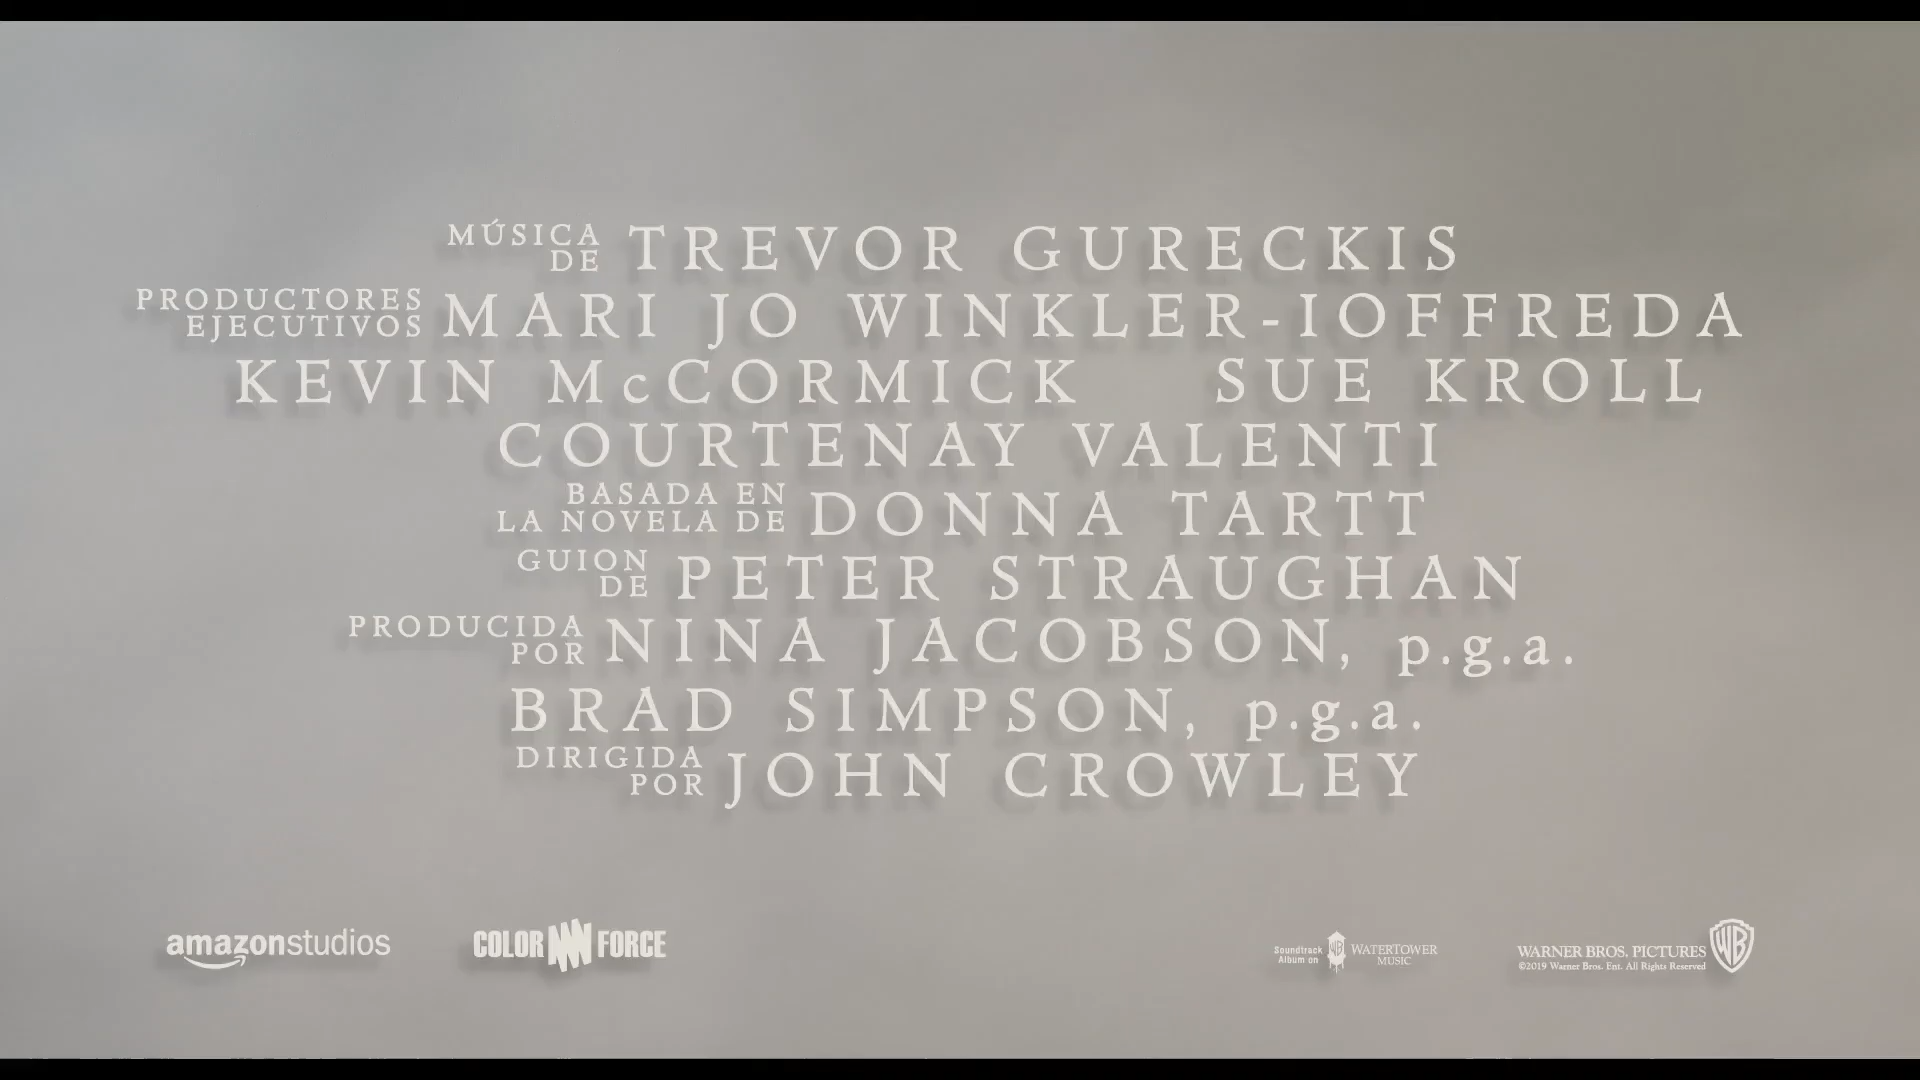 MÚSICA DE TREVOR GURECKIS
PRODUCTORES EJECUTIVOS MARI JO WINKLER-IOFFREDA
KEVIN McCORMICK SUE KROLL
COURTENAY VALENTI
BASADA EN LA NOVELA DE DONNA TARTT
GUION DE PETER STRAUGHAN
PRODUCIDA POR NINA JACOBSON, p.g.a.
BRAD SIMPSON, p.g.a.
DIRIGIDA POR JOHN CROWLEY
amazonstudios
COLOR FORCE
Soundtrack Album on WB WATERTOWER MUSIC
WARNER BROS. PICTURES WB
©2019 Warner Bros. Ent. All Rights Reserved